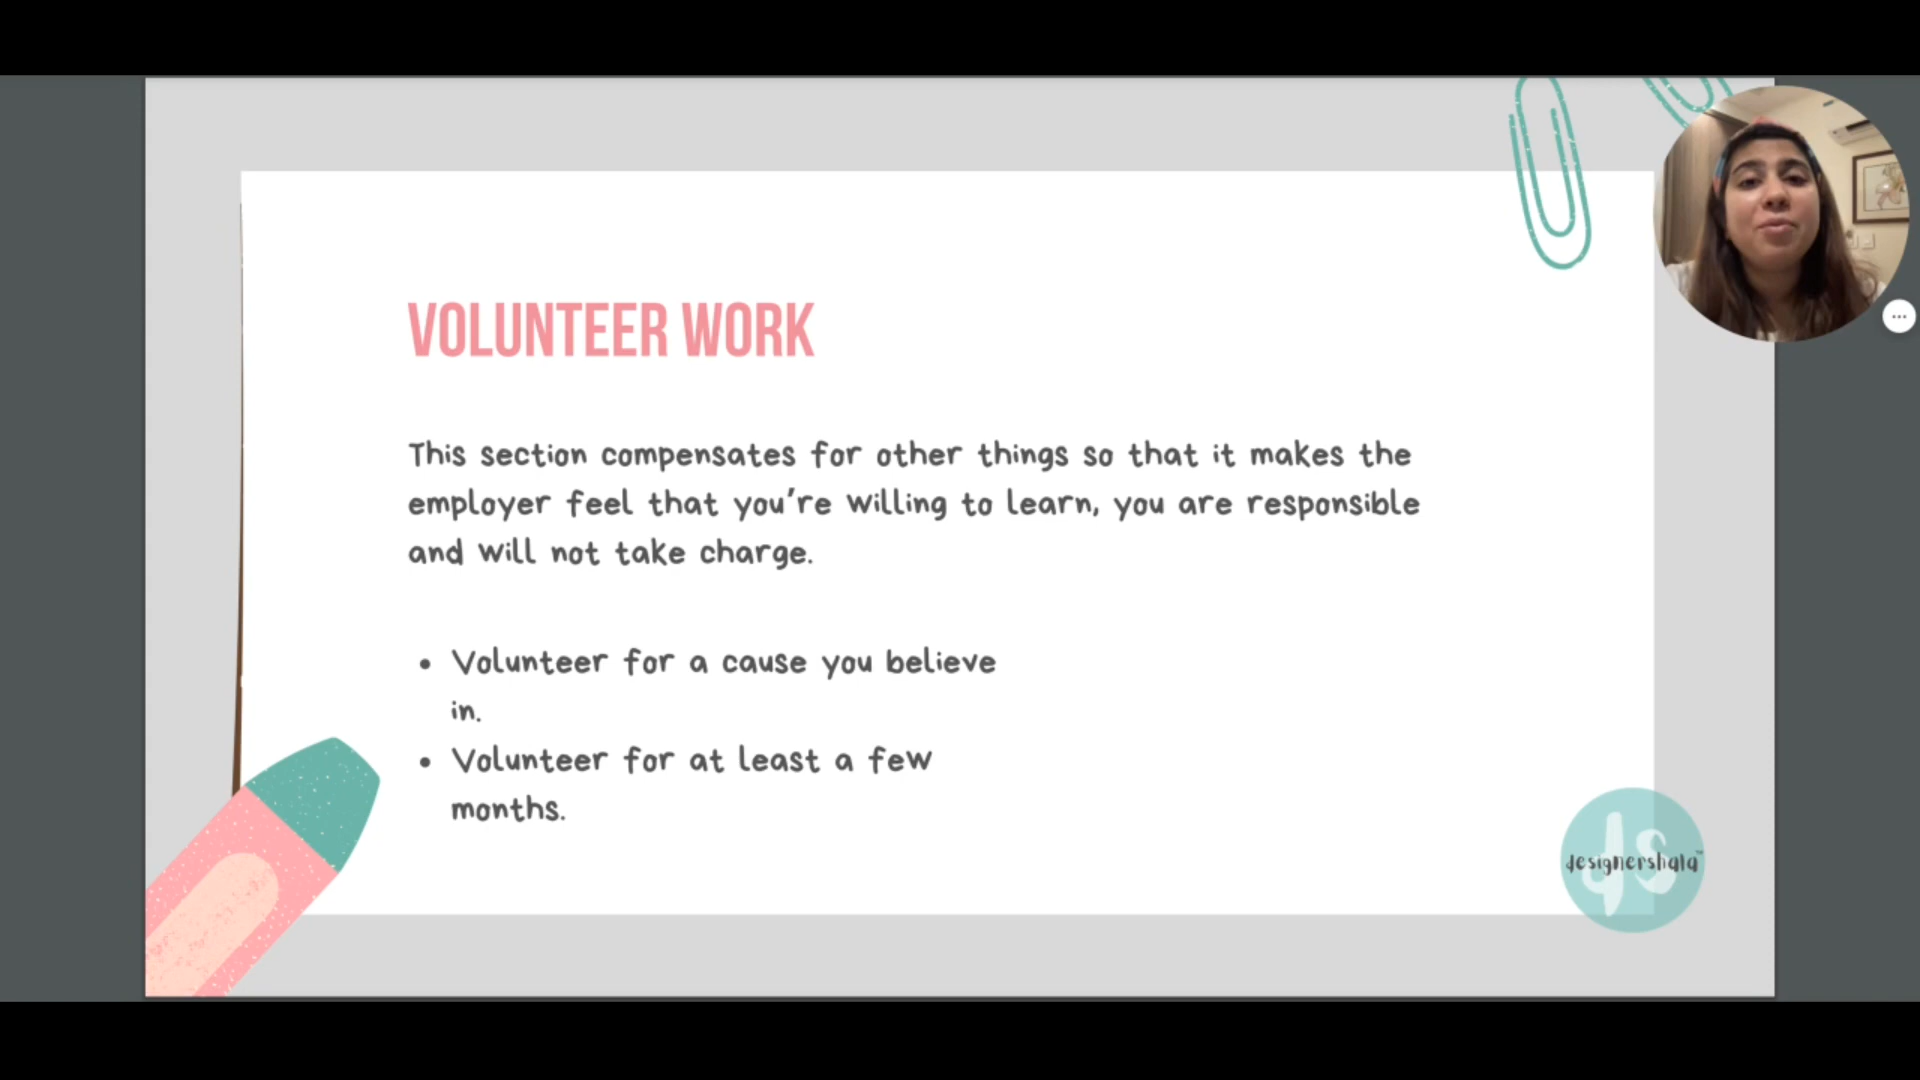 VOLUNTEER WORK
This section compensates for other things so that it makes the
employer feel that you're willing to learn, you are responsible
and will not take charge.
• Volunteer for a cause you believe
in.
• Volunteer for at least a few
months.
ds
designershala™